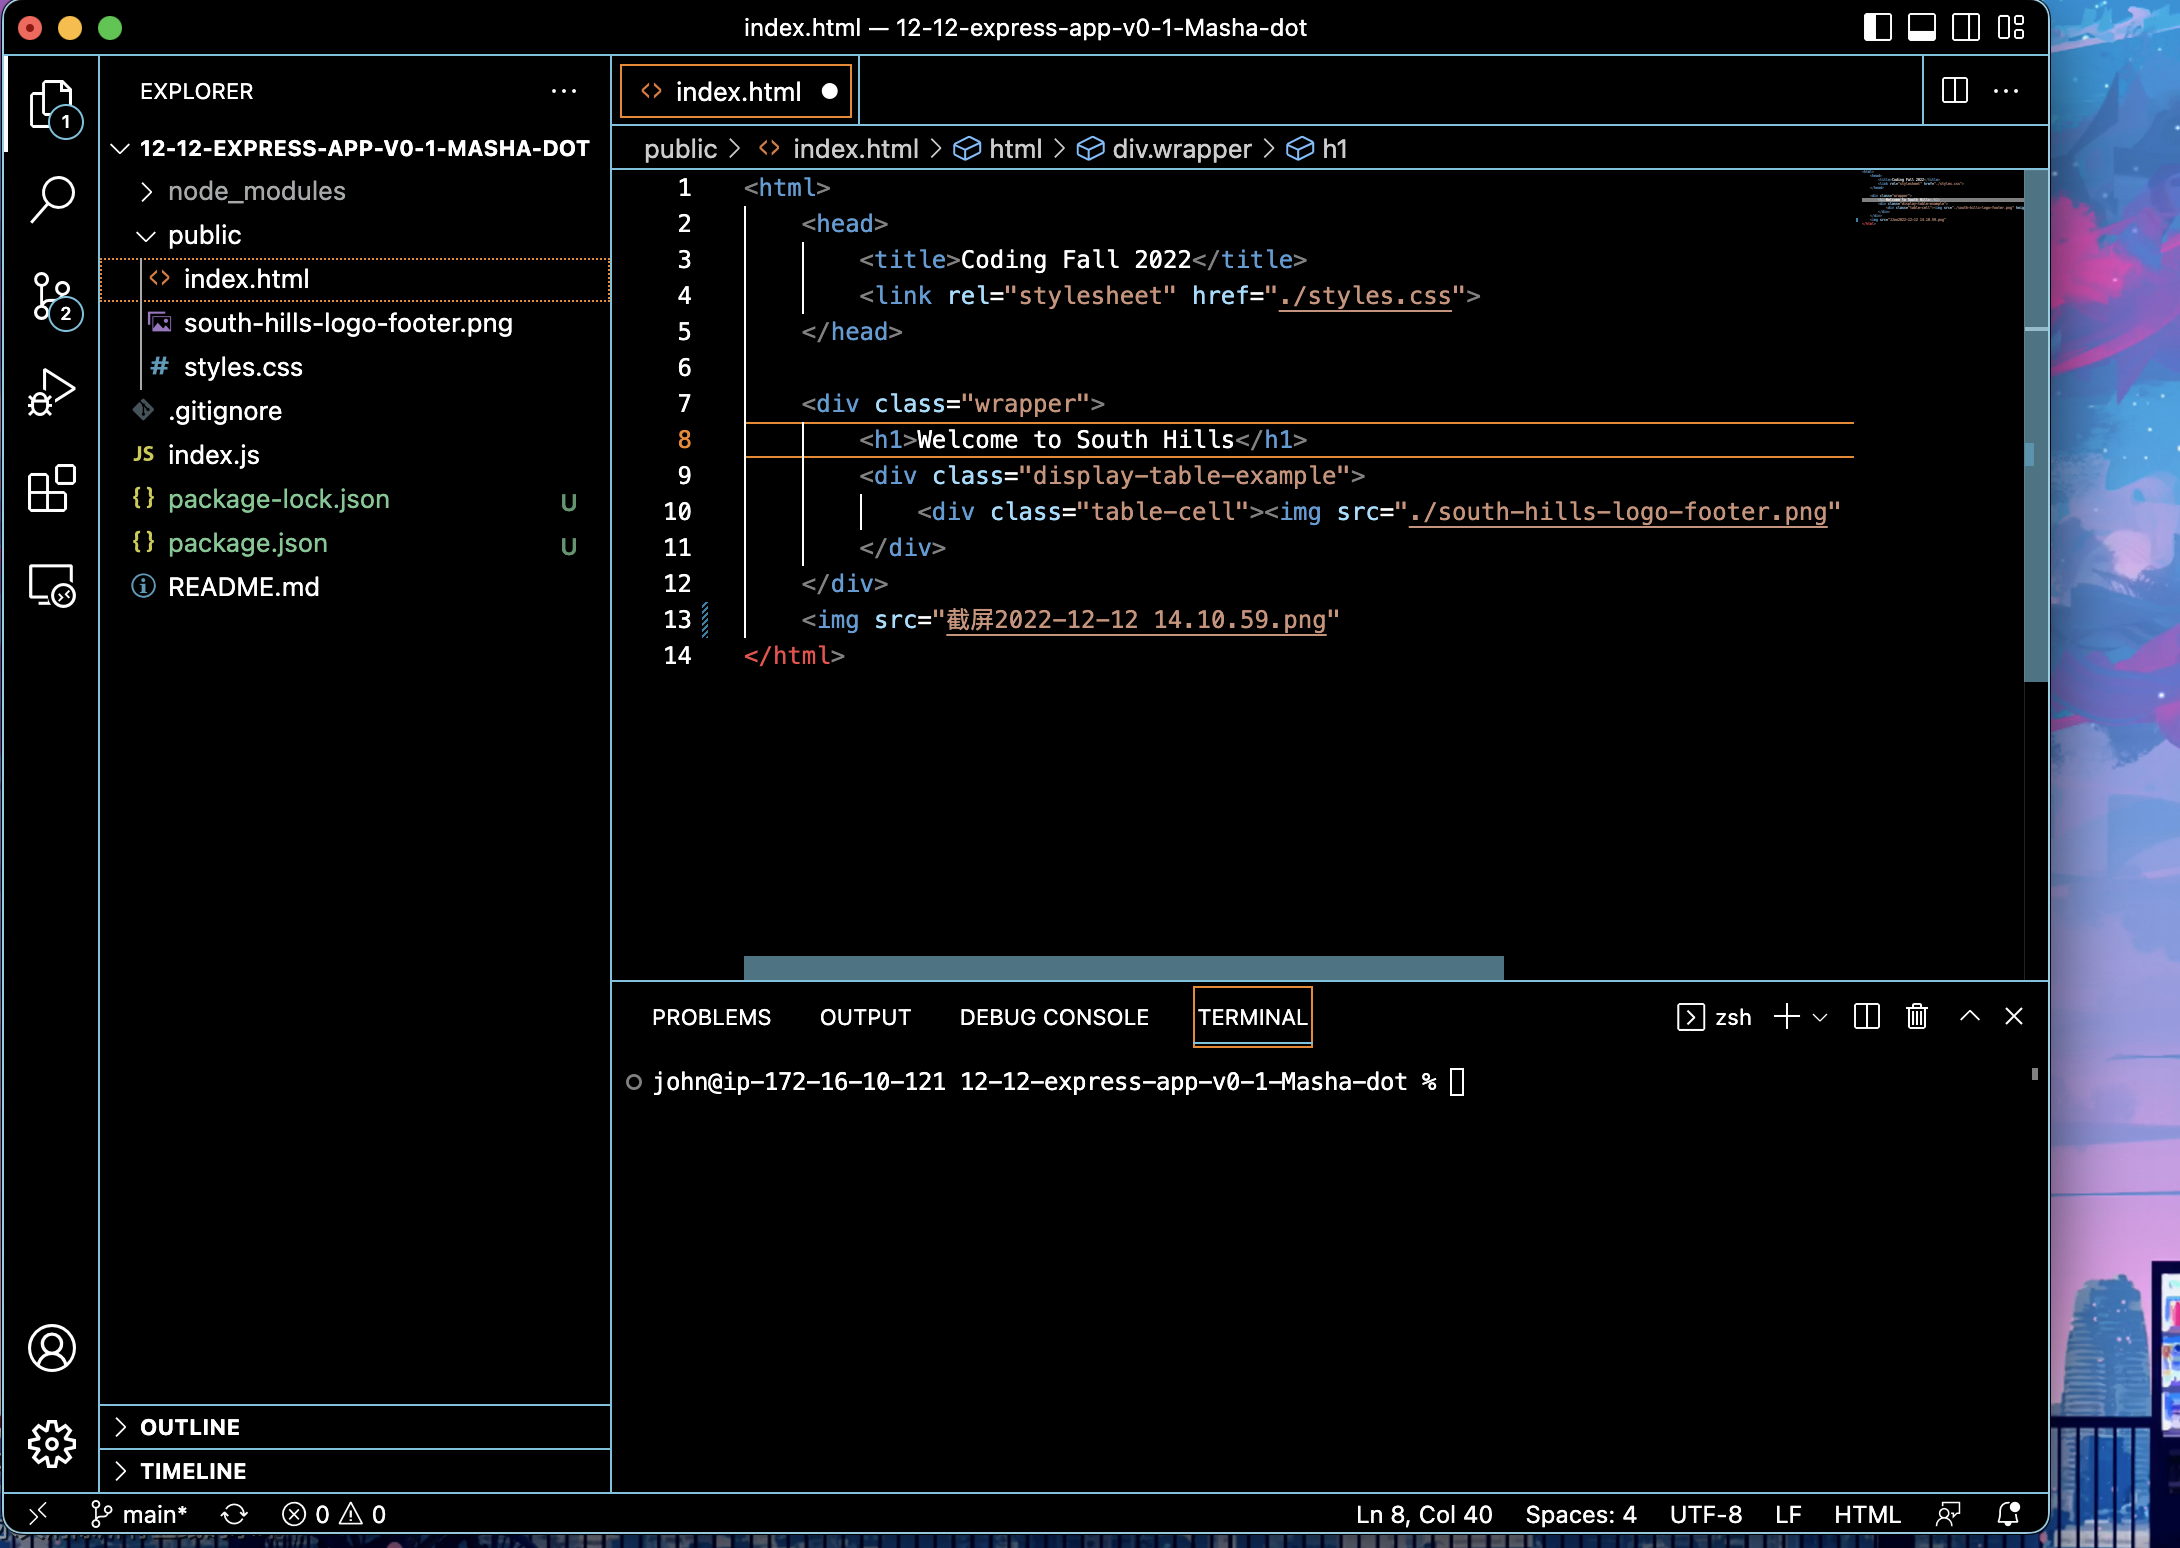 index.html — 12-12-express-app-v0-1-Masha-dot
1
2
EXPLORER
12-12-EXPRESS-APP-V0-1-MASHA-DOT
node_modules
public
index.html
south-hills-logo-footer.png
styles.css
.gitignore
JS index.js
{} package-lock.json U
{} package.json U
README.md
OUTLINE
TIMELINE
<> index.html
public > <> index.html > html > div.wrapper > h1
1 <html>
2 <head>
3 <title>Coding Fall 2022</title>
4 <link rel="stylesheet" href="./styles.css">
5 </head>
6
7 <div class="wrapper">
8 <h1>Welcome to South Hills</h1>
9 <div class="display-table-example">
10 <div class="table-cell"><img src="./south-hills-logo-footer.png"
11 </div>
12 </div>
13 <img src="截屏2022-12-12 14.10.59.png"
14 </html>
PROBLEMS OUTPUT DEBUG CONSOLE TERMINAL zsh
john@ip-172-16-10-121 12-12-express-app-v0-1-Masha-dot %
main* 0 0 Ln 8, Col 40 Spaces: 4 UTF-8 LF HTML